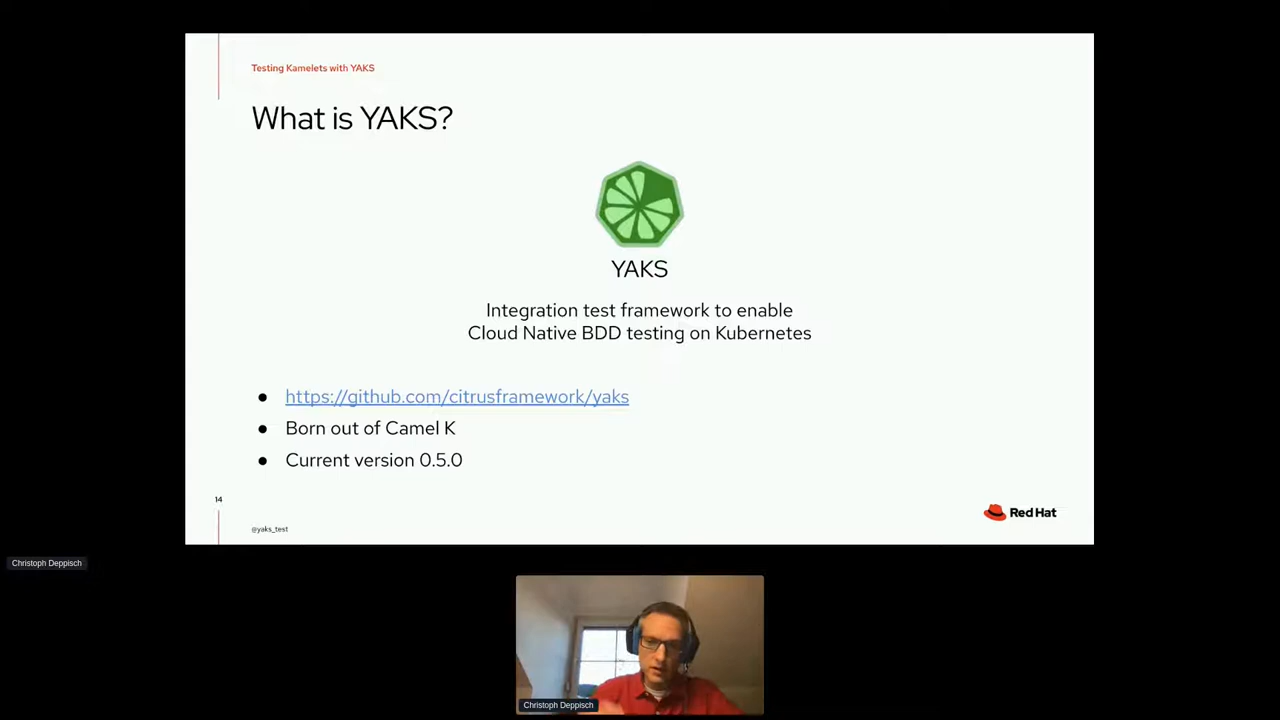 Testing Kamelets with YAKS
What is YAKS?
YAKS
Integration test framework to enable
Cloud Native BDD testing on Kubernetes
● https://github.com/citrusframework/yaks
● Born out of Camel K
● Current version 0.5.0
14
Red Hat
@yaks_test
Christoph Deppisch
Christoph Deppisch